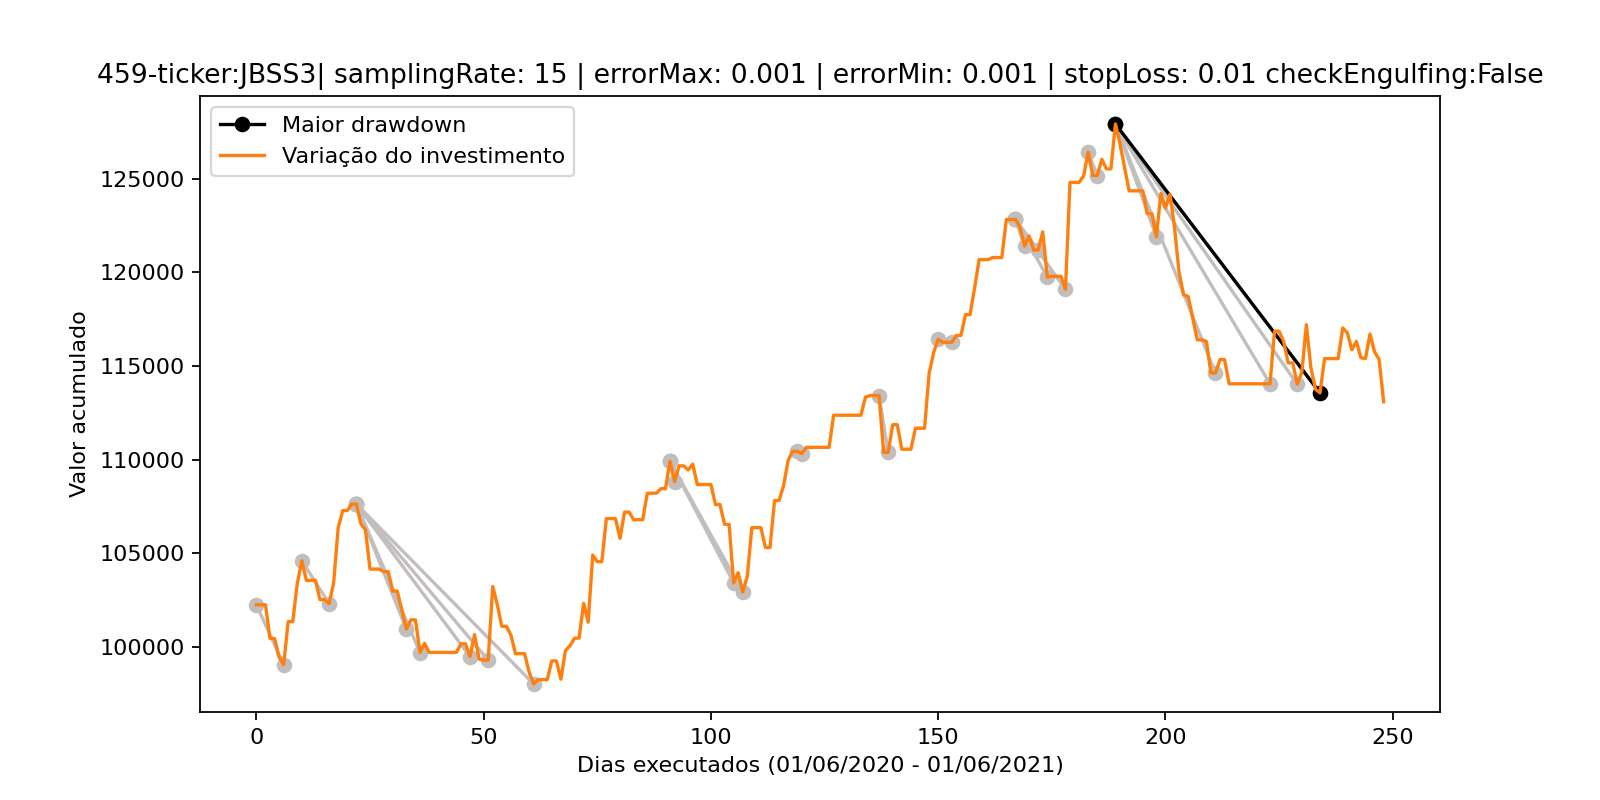 459-ticker:JBSS3| samplingRate: 15 | errorMax: 0.001 | errorMin: 0.001 | stopLoss: 0.01 checkEngulfing:False
Maior drawdown
Variação do investimento
Valor acumulado
125000
120000
115000
110000
105000
100000
0
50
100
150
200
250
Dias executados (01/06/2020 - 01/06/2021)